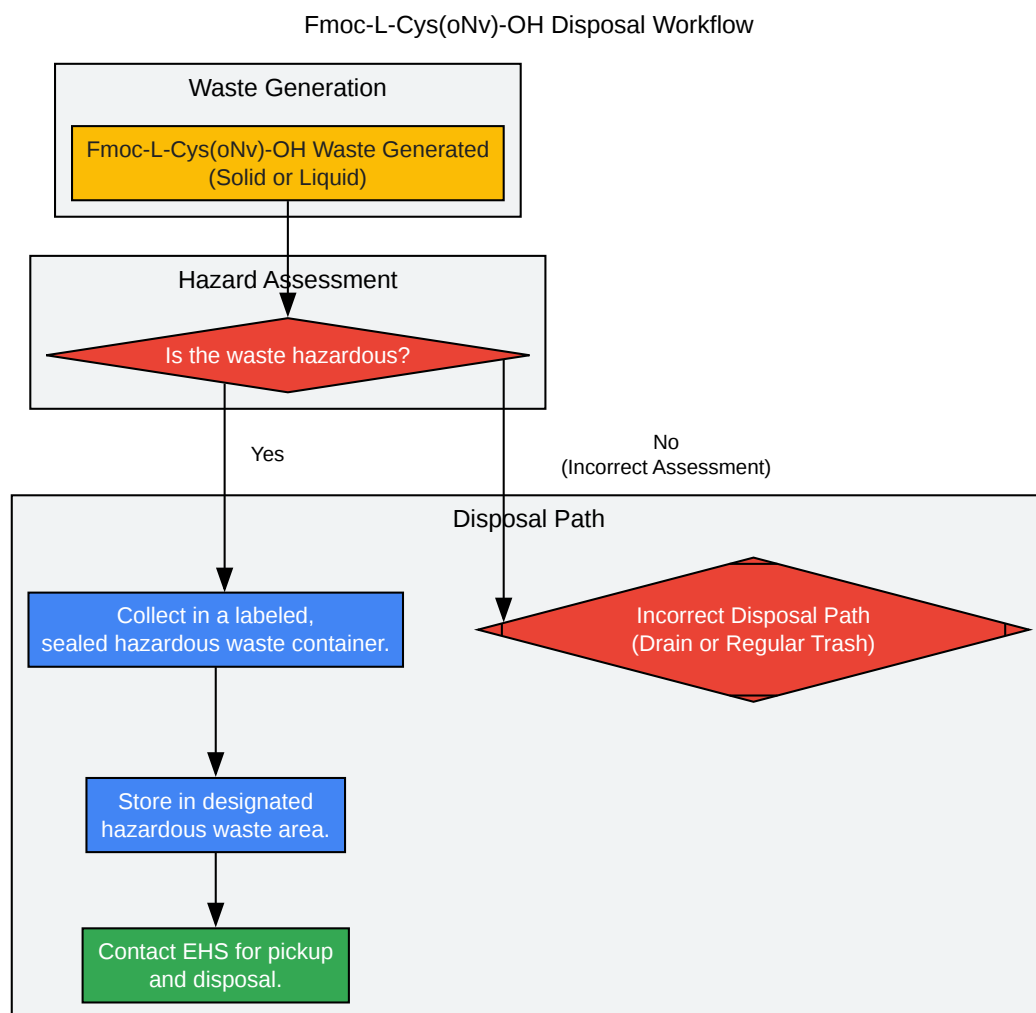 Fmoc-L-Cys(oNv)-OH Disposal Workflow
Waste Generation
Fmoc-L-Cys(oNv)-OH Waste Generated
(Solid or Liquid)
Hazard Assessment
Is the waste hazardous?
Yes
No
(Incorrect Assessment)
Disposal Path
Collect in a labeled,
sealed hazardous waste container.
Incorrect Disposal Path
(Drain or Regular Trash)
Store in designated
hazardous waste area.
Contact EHS for pickup
and disposal.